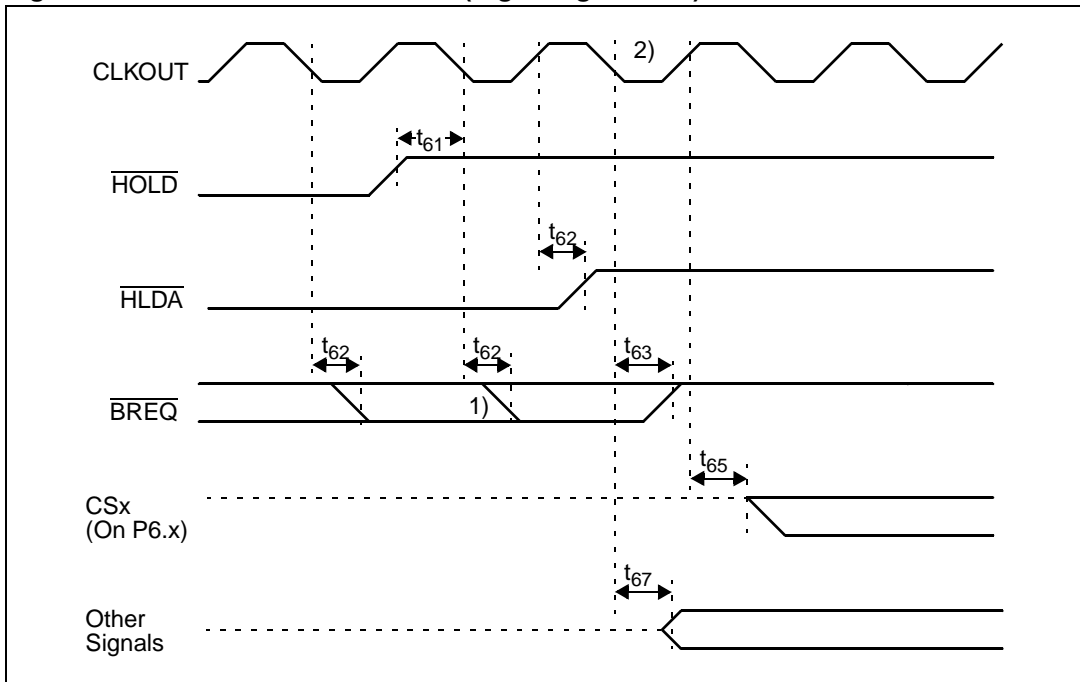 2)
CLKOUT
t61
HOLD
t62
HLDA
t62
t62
t63
1)
BREQ
t65
CSx
(On P6.x)
t67
Other
Signals